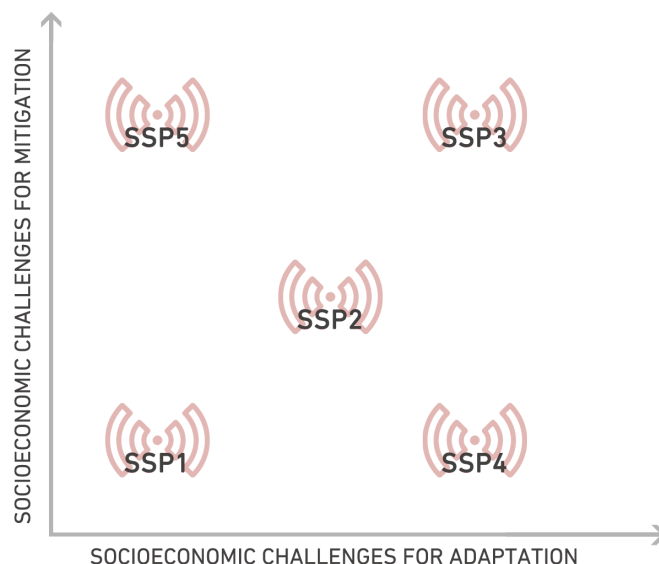 SOCIOECONOMIC CHALLENGES FOR MITIGATION
SSP5
SSP3
SSP2
SSP1
SSP4
SOCIOECONOMIC CHALLENGES FOR ADAPTATION